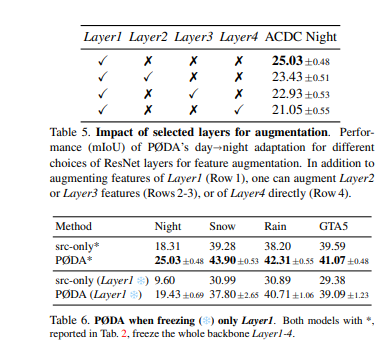 Layer1 Layer2 Layer3 Layer4 ACDC Night
✓ ✗ ✗ ✗ 25.03 ±0.48
✓ ✓ ✗ ✗ 23.43 ±0.51
✓ ✗ ✓ ✗ 22.93 ±0.53
✓ ✗ ✗ ✓ 21.05 ±0.55
Table 5. Impact of selected layers for augmentation. Perfor-
mance (mIoU) of PØDA's day→night adaptation for different
choices of ResNet layers for feature augmentation. In addition to
augmenting features of Layer1 (Row 1), one can augment Layer2
or Layer3 features (Rows 2-3), or of Layer4 directly (Row 4).
Method Night Snow Rain GTA5
src-only* 18.31 39.28 38.20 39.59
PØDA* 25.03 ±0.48 43.90 ±0.53 42.31 ±0.55 41.07 ±0.48
src-only (Layer1 ❄) 9.60 30.99 30.89 29.38
PØDA (Layer1 ❄) 19.43 ±0.69 37.80 ±2.65 40.71 ±1.06 39.09 ±1.23
Table 6. PØDA when freezing (❄) only Layer1. Both models with *,
reported in Tab. 2, freeze the whole backbone Layer1-4.